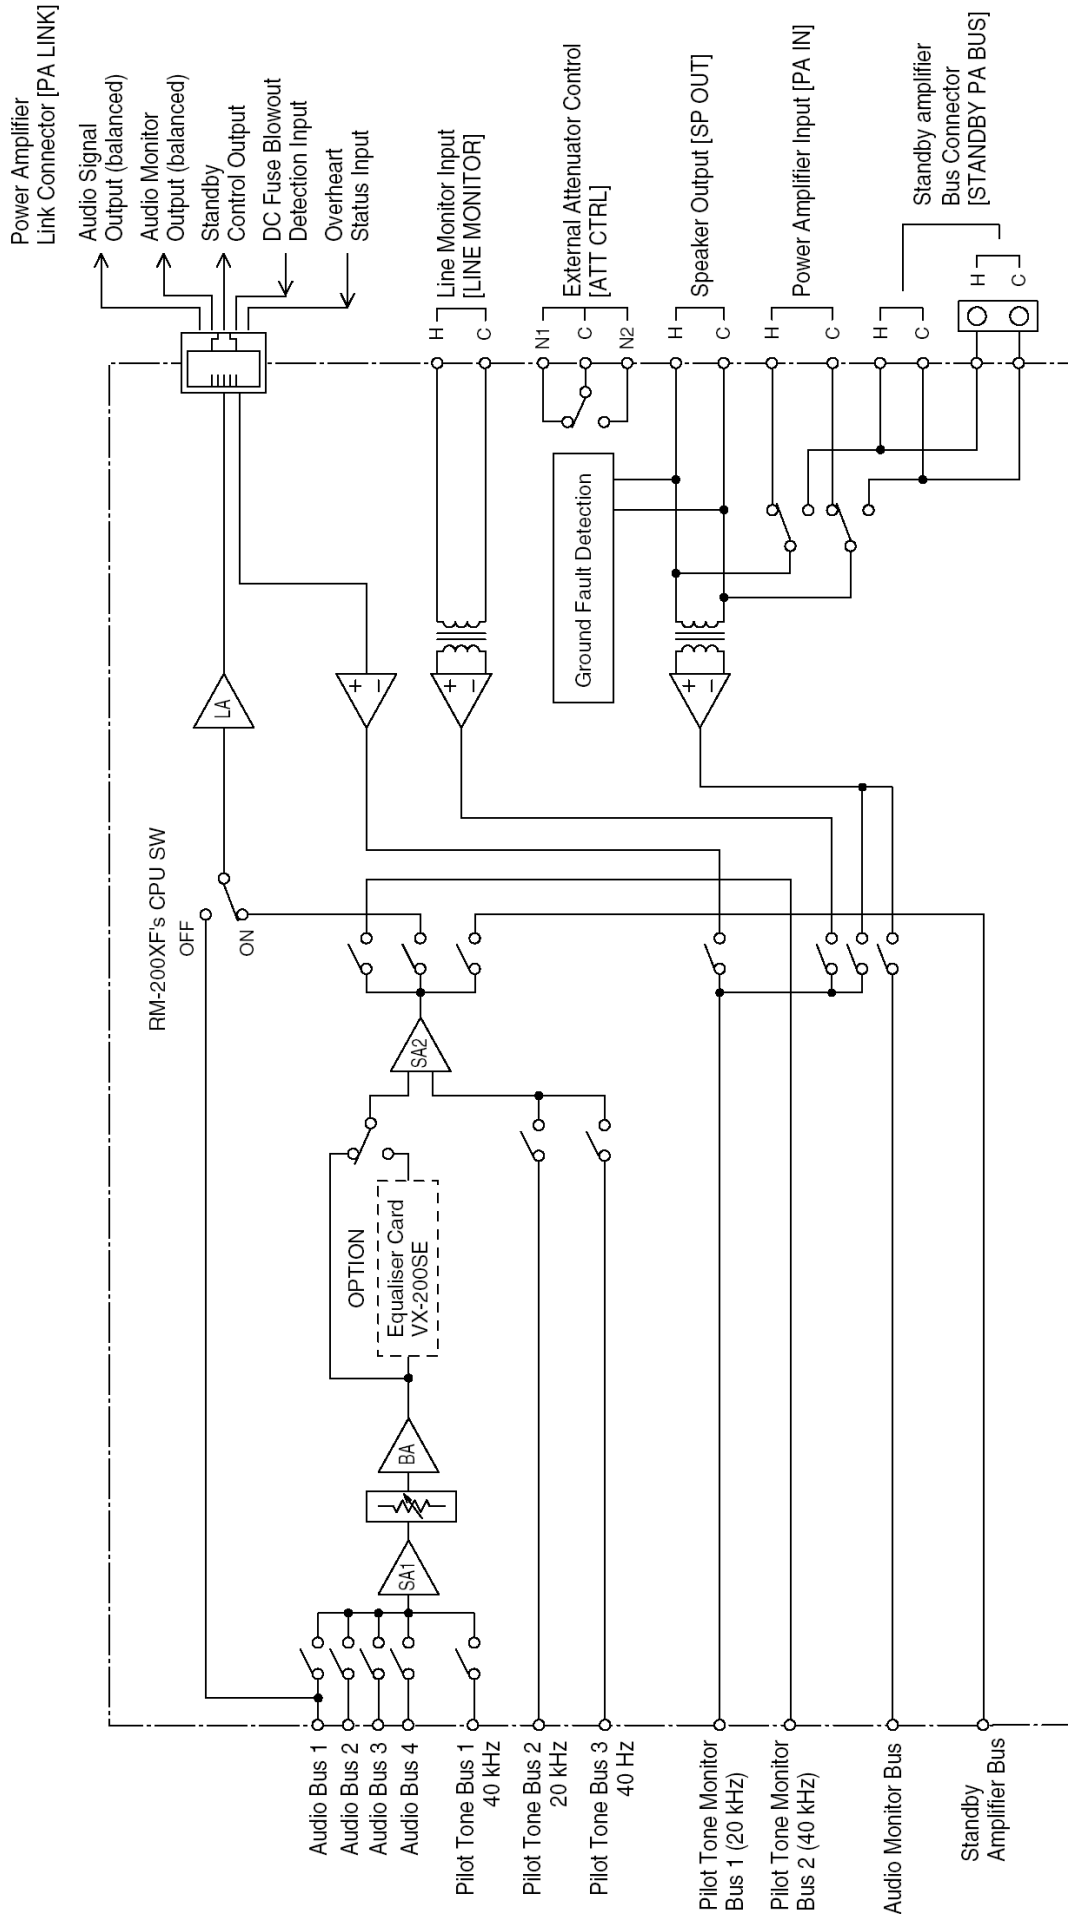 Audio Bus 1
Audio Bus 2
Audio Bus 3
Audio Bus 4
Pilot Tone Bus 1
40 kHz
Pilot Tone Bus 2
20 kHz
Pilot Tone Bus 3
40 Hz
Pilot Tone Monitor
Bus 1 (20 kHz)
Pilot Tone Monitor
Bus 2 (40 kHz)
Audio Monitor Bus
Standby
Amplifier Bus
SA1
BA
OPTION
Equaliser Card
VX-200SE
SA2
RM-200XF's CPU SW
OFF
ON
LA
+
−
+
−
+
−
Ground Fault Detection
Power Amplifier
Link Connector [PA LINK]
Audio Signal
Output (balanced)
Audio Monitor
Output (balanced)
Standby
Control Output
DC Fuse Blowout
Detection Input
Overheart
Status Input
H
C
Line Monitor Input
[LINE MONITOR]
N1
C
N2
External Attenuator Control
[ATT CTRL]
H
C
Speaker Output [SP OUT]
H
C
Power Amplifier Input [PA IN]
H
C
H
C
Standby amplifier
Bus Connector
[STANDBY PA BUS]